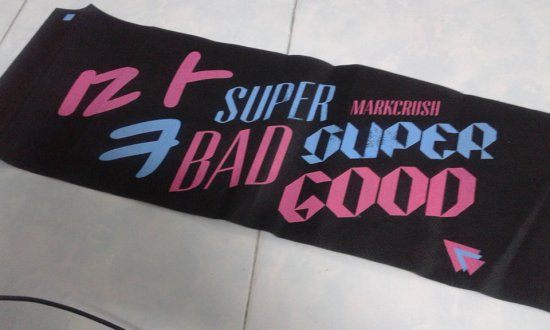 마
크
SUPER
BAD
MARKCRUSH
SUPER
GOOD